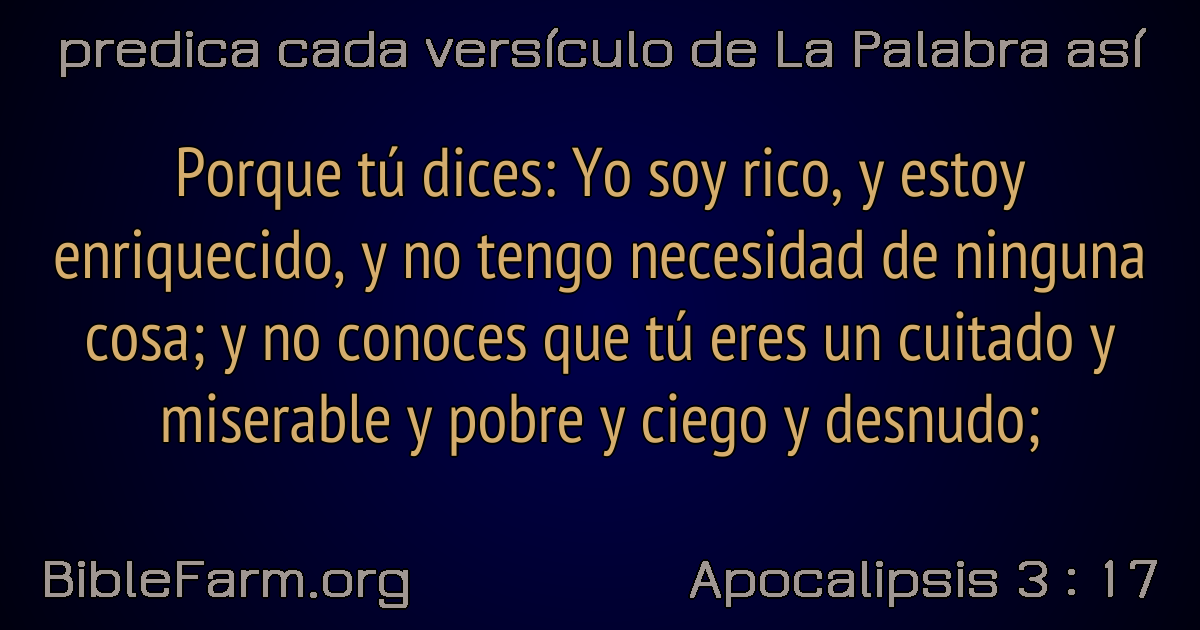 predica cada versículo de La Palabra así
Porque tú dices: Yo soy rico, y estoy
enriquecido, y no tengo necesidad de ninguna
cosa; y no conoces que tú eres un cuitado y
miserable y pobre y ciego y desnudo;
BibleFarm.org
Apocalipsis 3 : 17